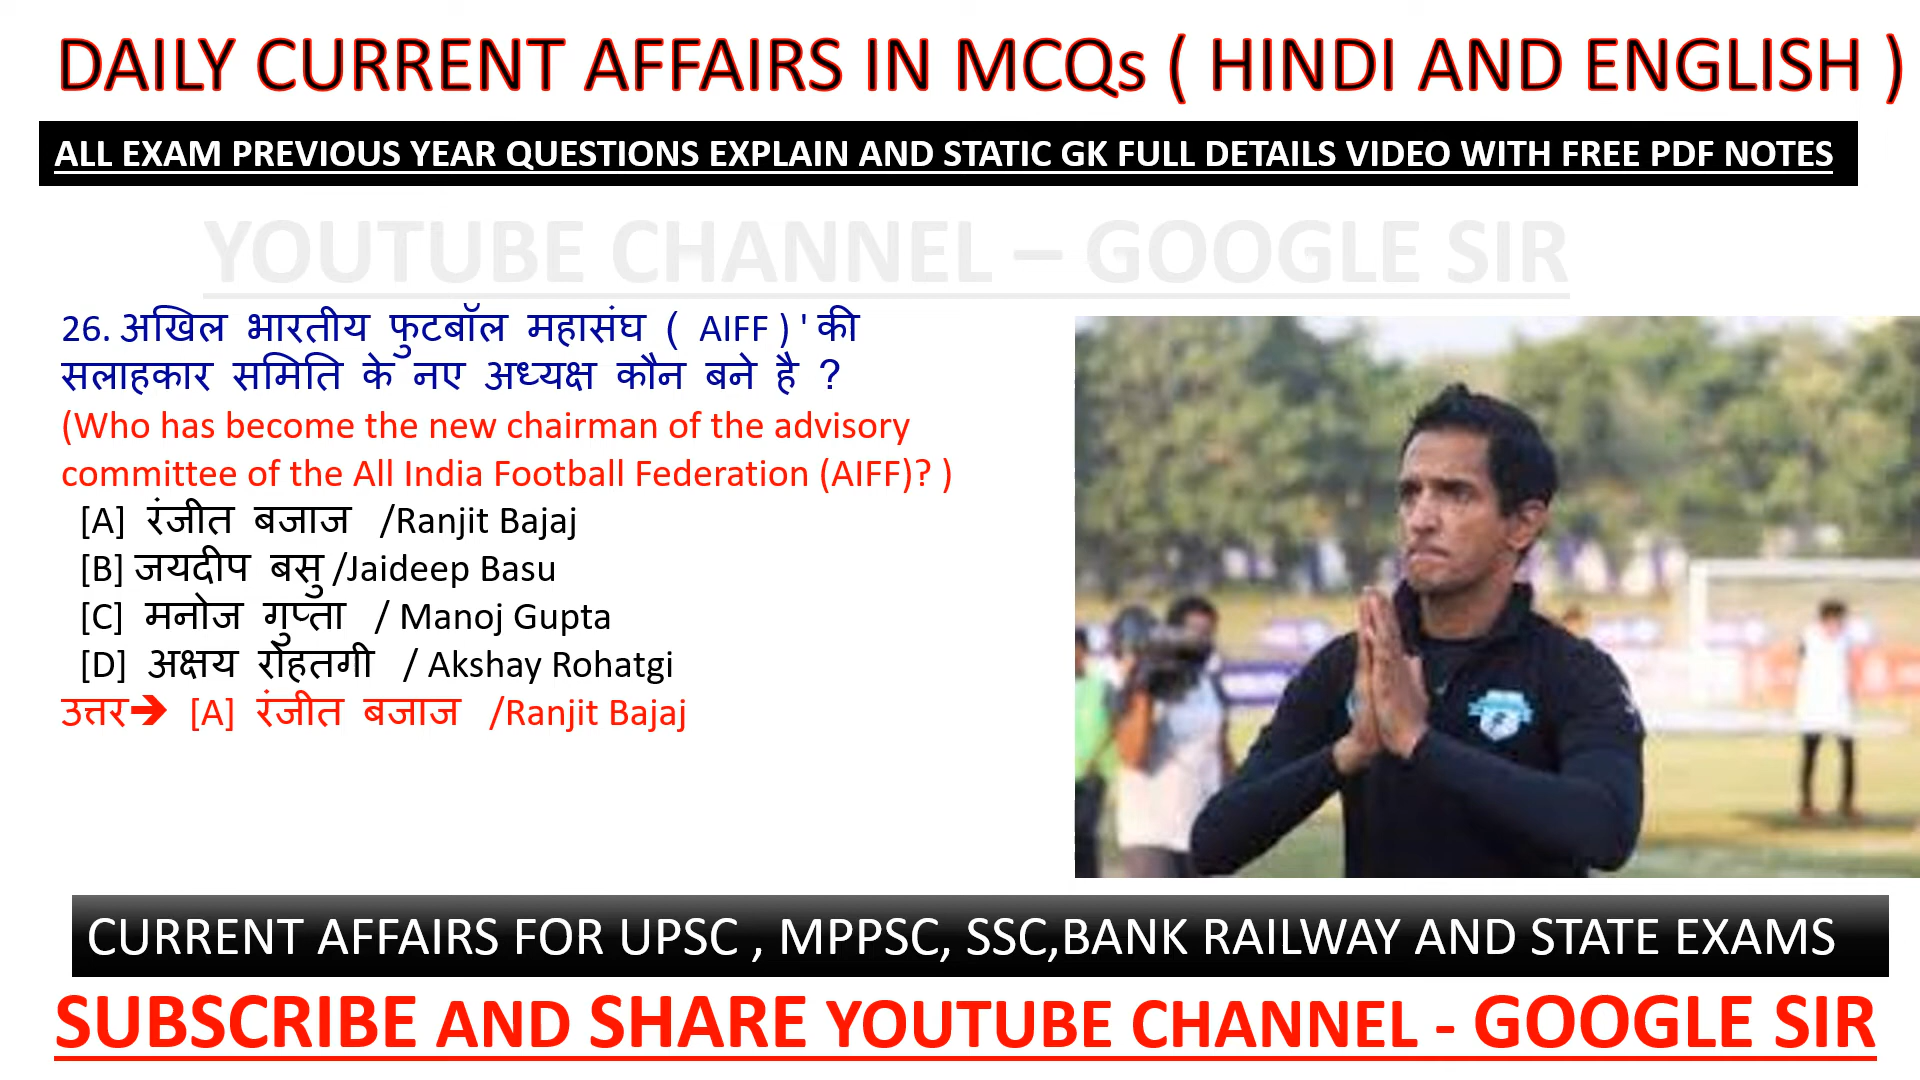 DAILY CURRENT AFFAIRS IN MCQs ( HINDI AND ENGLISH )
ALL EXAM PREVIOUS YEAR QUESTIONS EXPLAIN AND STATIC GK FULL DETAILS VIDEO WITH FREE PDF NOTES
YOUTUBE CHANNEL – GOOGLE SIR
26. अखिल भारतीय फुटबॉल महासंघ ( AIFF ) ' की
सलाहकार समिति के नए अध्यक्ष कौन बने है ?
(Who has become the new chairman of the advisory
committee of the All India Football Federation (AIFF)? )
[A] रंजीत बजाज /Ranjit Bajaj
[B] जयदीप बसु /Jaideep Basu
[C] मनोज गुप्ता / Manoj Gupta
[D] अक्षय रोहतगी / Akshay Rohatgi
उत्तर➔ [A] रंजीत बजाज /Ranjit Bajaj
CURRENT AFFAIRS FOR UPSC , MPPSC, SSC,BANK RAILWAY AND STATE EXAMS
SUBSCRIBE AND SHARE YOUTUBE CHANNEL - GOOGLE SIR